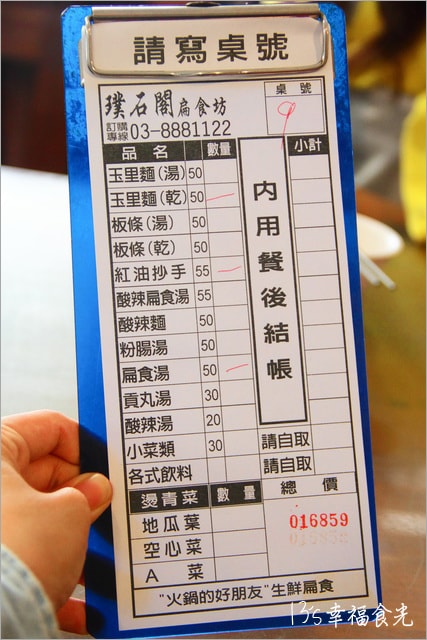 請寫桌號
璞石閣扁食坊
桌號
9
訂購專線 03-8881122
品名 數量 小計
玉里麵(湯) 50
玉里麵(乾) 50
板條(湯) 50
板條(乾) 50
紅油抄手 55
酸辣扁食湯 55
酸辣麵 50
粉腸湯 50
扁食湯 50
貢丸湯 30
酸辣湯 20
小菜類 30 請自取
各式飲料 請自取
內用餐後結帳
燙青菜 數量 總價
地瓜葉
空心菜
A菜
016859
"火鍋的好朋友"生鮮扁食
幸福食光